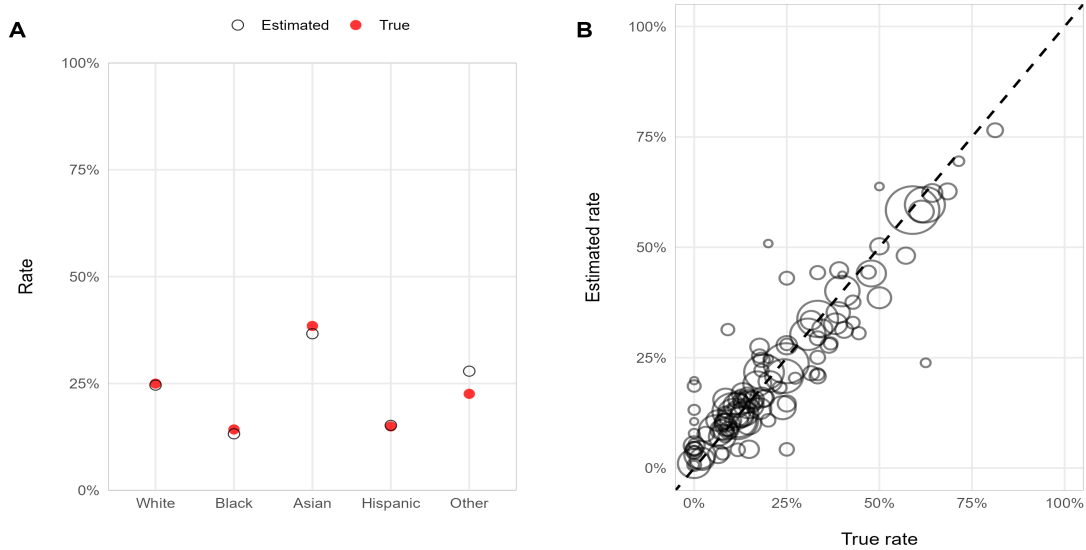 A
Estimated True
100%
75%
50%
25%
0%
Rate
White Black Asian Hispanic Other
B
100%
75%
50%
25%
0%
Estimated rate
0% 25% 50% 75% 100%
True rate